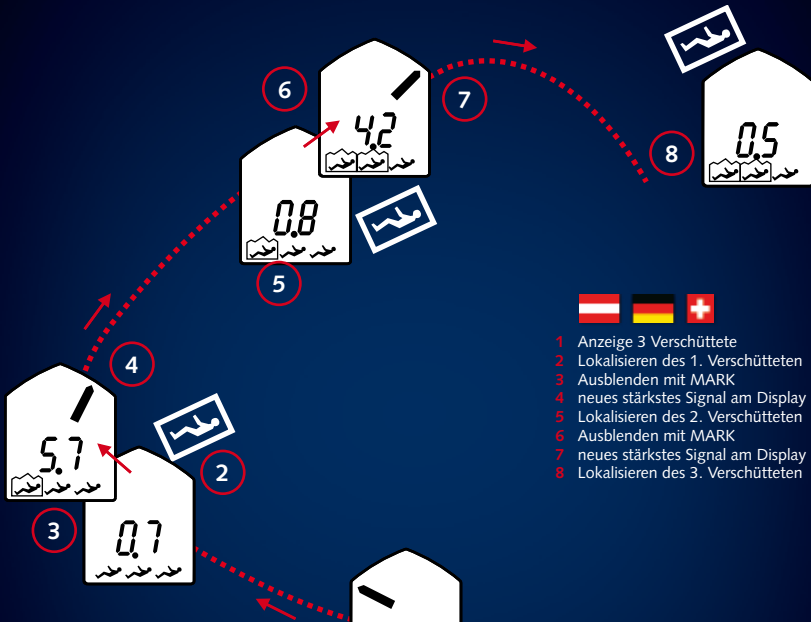 6
7
4.2
8
0.5
0.8
5
4
1 Anzeige 3 Verschüttete
2 Lokalisieren des 1. Verschütteten
3 Ausblenden mit MARK
4 neues stärkstes Signal am Display
5 Lokalisieren des 2. Verschütteten
6 Ausblenden mit MARK
7 neues stärkstes Signal am Display
8 Lokalisieren des 3. Verschütteten
5.7
2
3
0.7